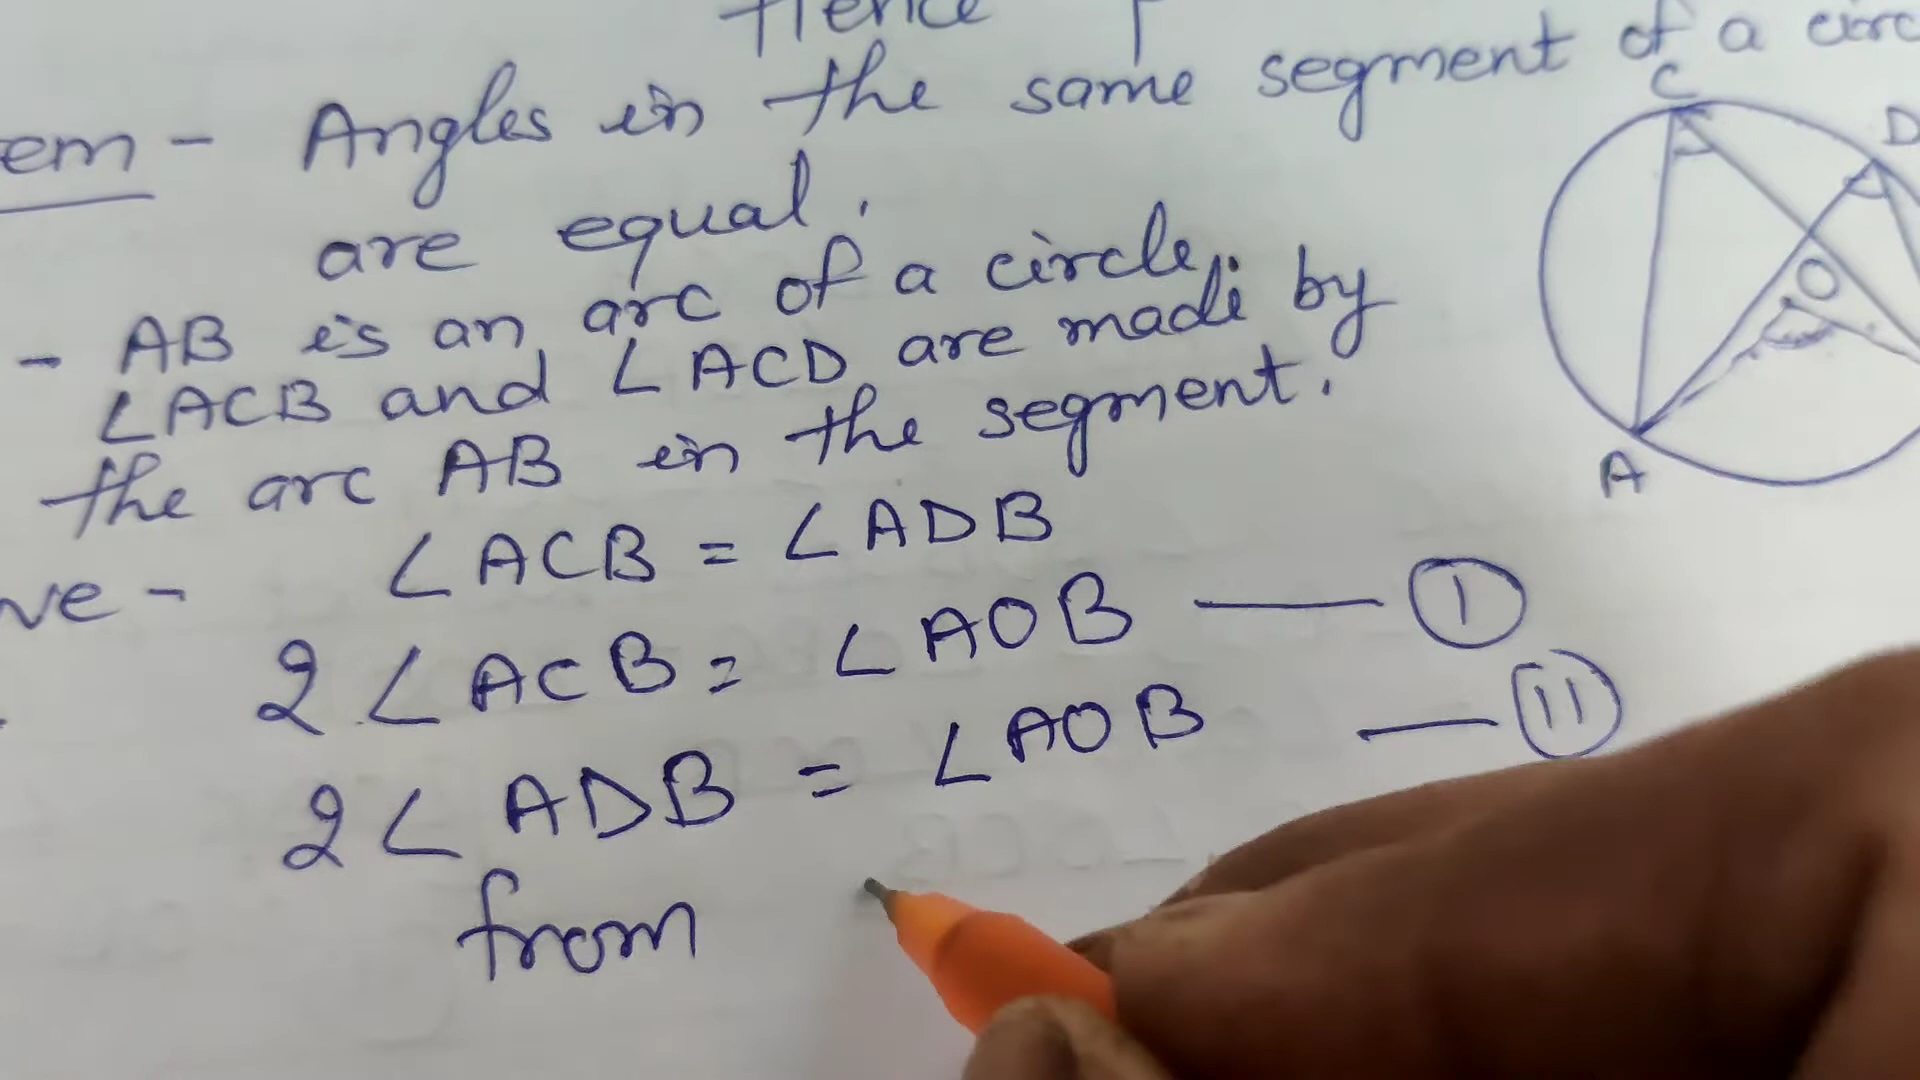 Hence
em - Angles in the same segment of a circ
are equal.
- AB is an arc of a circle,
∠ACB and ∠ACD are made by
the arc AB in the segment.
ve - ∠ACB = ∠ADB
2∠ACB = ∠AOB — I
2∠ADB = ∠AOB — II
from
C
D
O
A